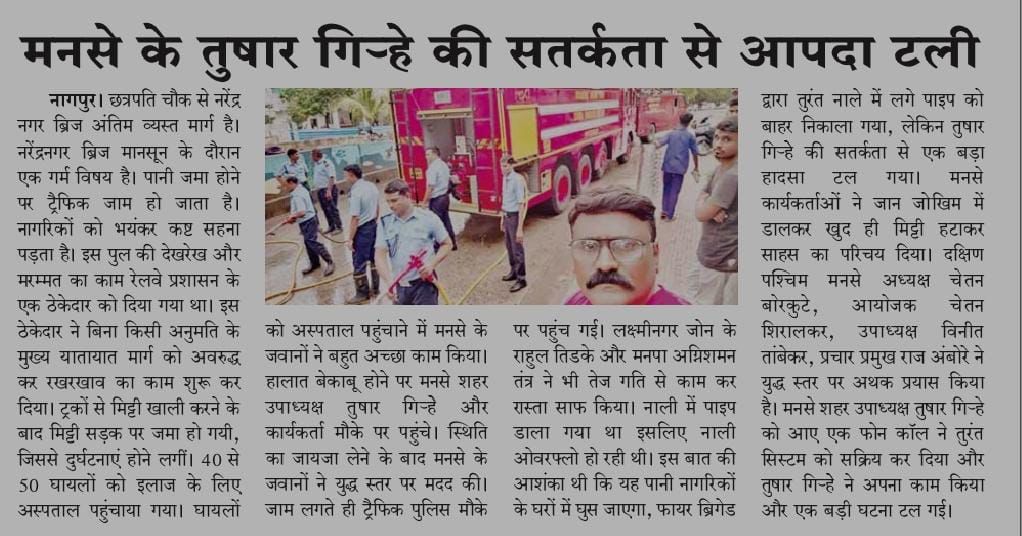 मनसे के तुषार गिऱ्हे की सतर्कता से आपदा टली
नागपुर। छत्रपति चौक से नरेंद्र
नगर ब्रिज अंतिम व्यस्त मार्ग है।
नरेंद्रनगर ब्रिज मानसून के दौरान
एक गर्म विषय है। पानी जमा होने
पर ट्रैफिक जाम हो जाता है।
नागरिकों को भयंकर कष्ट सहना
पड़ता है। इस पुल की देखरेख और
मरम्मत का काम रेलवे प्रशासन के
एक ठेकेदार को दिया गया था। इस
ठेकेदार ने बिना किसी अनुमति के
मुख्य यातायात मार्ग को अवरुद्ध
कर रखरखाव का काम शुरू कर
दिया। ट्रकों से मिट्टी खाली करने के
बाद मिट्टी सड़क पर जमा हो गयी,
जिससे दुर्घटनाएं होने लगीं। 40 से
50 घायलों को इलाज के लिए
अस्पताल पहुंचाया गया। घायलों
को अस्पताल पहुंचाने में मनसे के
जवानों ने बहुत अच्छा काम किया।
हालात बेकाबू होने पर मनसे शहर
उपाध्यक्ष तुषार गिऱ्हे और
कार्यकर्ता मौके पर पहुंचे। स्थिति
का जायजा लेने के बाद मनसे के
जवानों ने युद्ध स्तर पर मदद की।
जाम लगते ही ट्रैफिक पुलिस मौके
पर पहुंच गई। लक्ष्मीनगर जोन के
राहुल तिडके और मनपा अग्निशमन
तंत्र ने भी तेज गति से काम कर
रास्ता साफ किया। नाली में पाइप
डाला गया था इसलिए नाली
ओवरफ्लो हो रही थी। इस बात की
आशंका थी कि यह पानी नागरिकों
के घरों में घुस जाएगा, फायर ब्रिगेड
द्वारा तुरंत नाले में लगे पाइप को
बाहर निकाला गया, लेकिन तुषार
गिऱ्हे की सतर्कता से एक बड़ा
हादसा टल गया। मनसे
कार्यकर्ताओं ने जान जोखिम में
डालकर खुद ही मिट्टी हटाकर
साहस का परिचय दिया। दक्षिण
पश्चिम मनसे अध्यक्ष चेतन
बोरकुटे, आयोजक चेतन
शिरालकर, उपाध्यक्ष विनीत
तांबेकर, प्रचार प्रमुख राज अंबोरे ने
युद्ध स्तर पर अथक प्रयास किया
है। मनसे शहर उपाध्यक्ष तुषार गिऱ्हे
को आए एक फोन कॉल ने तुरंत
सिस्टम को सक्रिय कर दिया और
तुषार गिऱ्हे ने अपना काम किया
और एक बड़ी घटना टल गई।